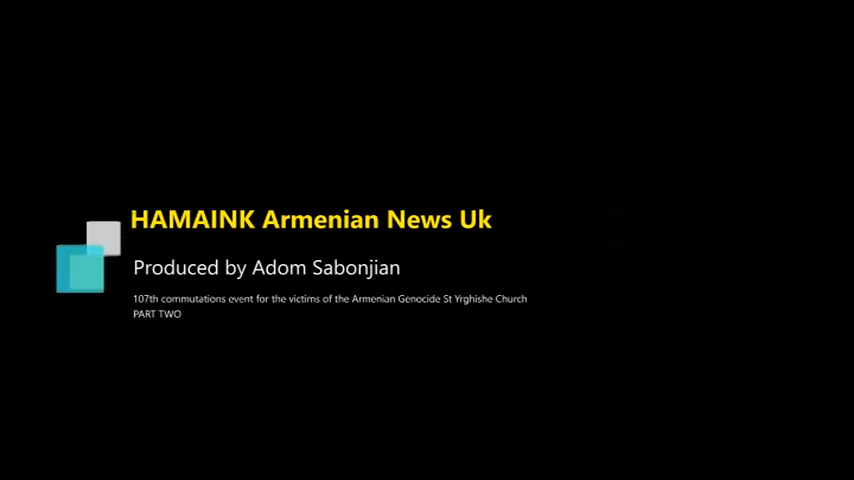 HAMAINK Armenian News Uk
Produced by Adom Sabonjian
107th commutations event for the victims of the Armenian Genocide St Yrghishe Church
PART TWO